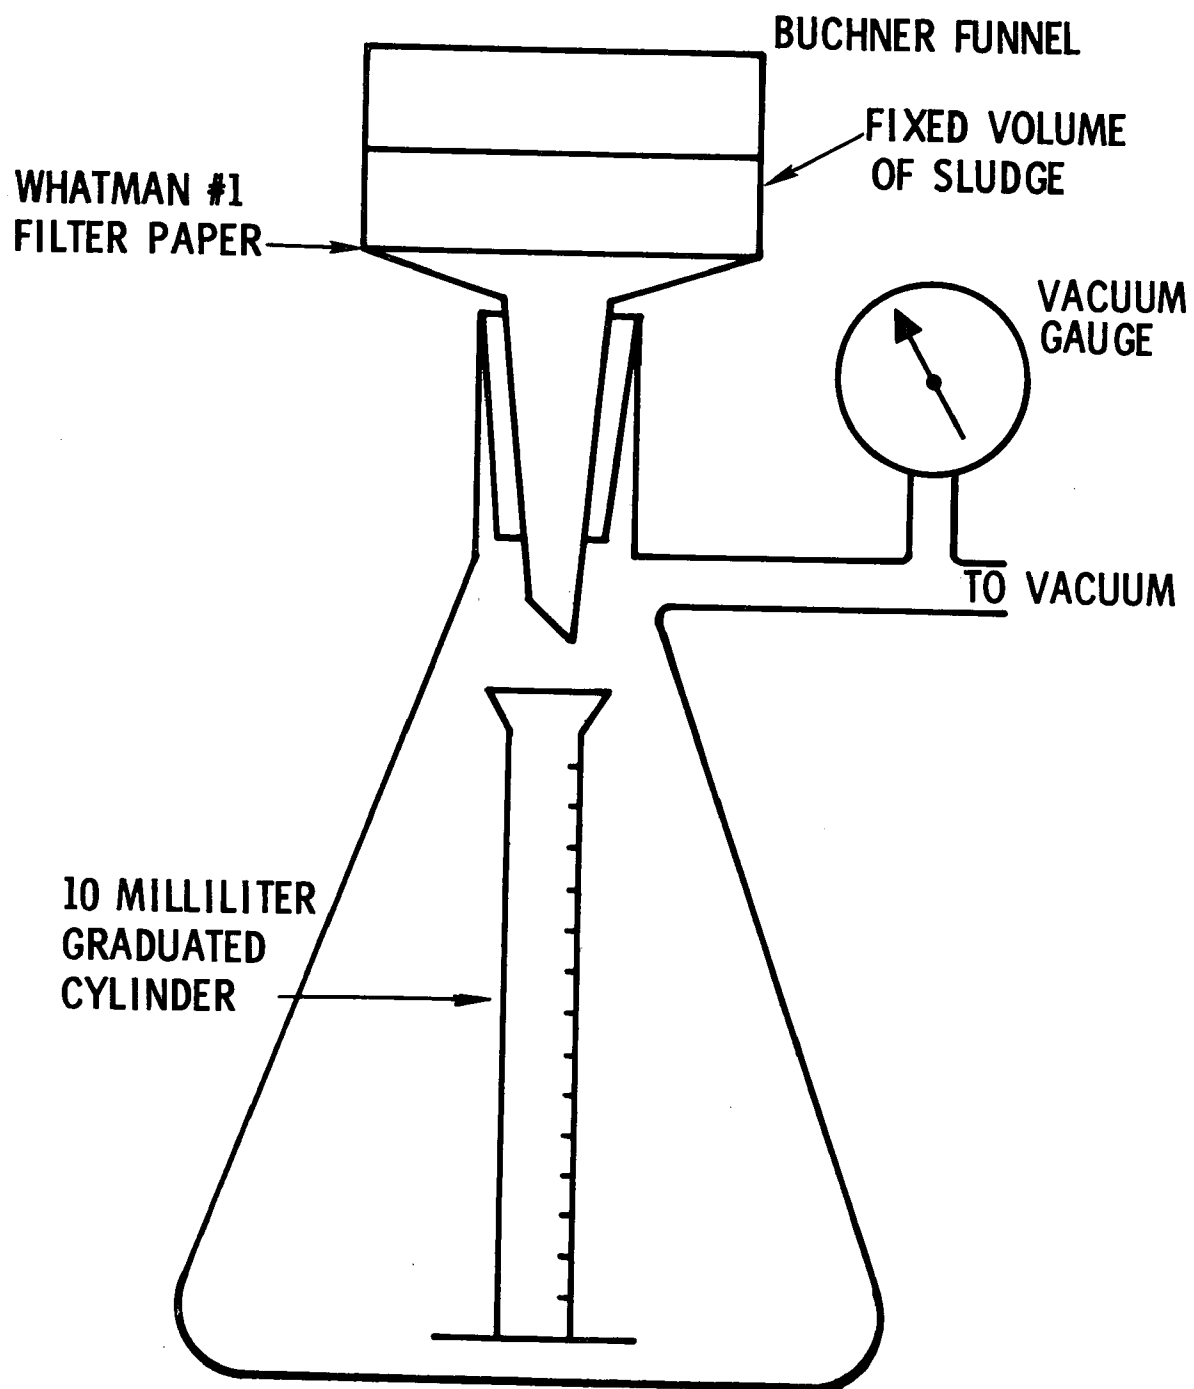 BUCHNER FUNNEL
FIXED VOLUME
OF SLUDGE
WHATMAN #1
FILTER PAPER
VACUUM
GAUGE
TO VACUUM
10 MILLILITER
GRADUATED
CYLINDER